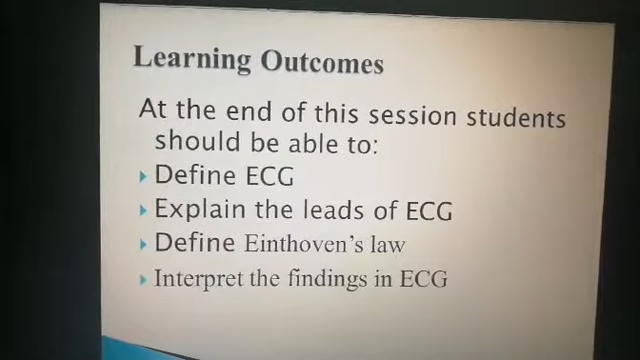 Learning Outcomes
At the end of this session students
should be able to:
Define ECG
Explain the leads of ECG
Define Einthoven's law
Interpret the findings in ECG